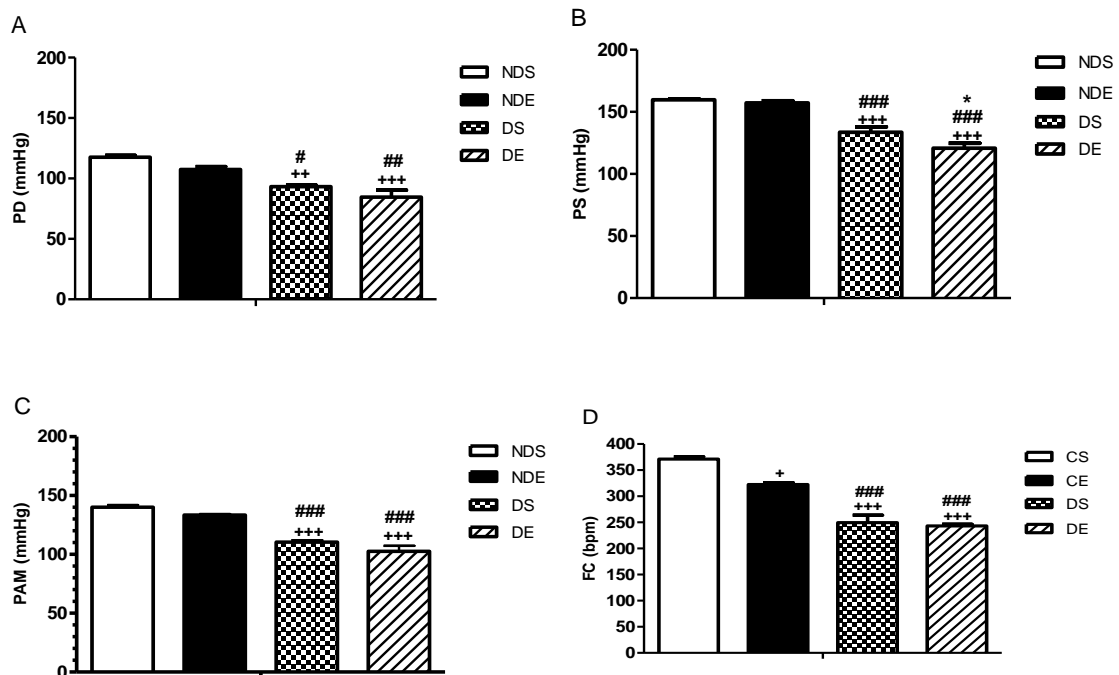 A
PD (mmHg)
200
150
100
50
0
#
++
##
+++
NDS
NDE
DS
DE
B
PS (mmHg)
200
150
100
50
0
###
+++
*
###
+++
NDS
NDE
DS
DE
C
PAM (mmHg)
200
150
100
50
0
###
+++
###
+++
NDS
NDE
DS
DE
D
FC (bpm)
400
350
300
250
200
150
100
50
0
+
###
+++
###
+++
CS
CE
DS
DE